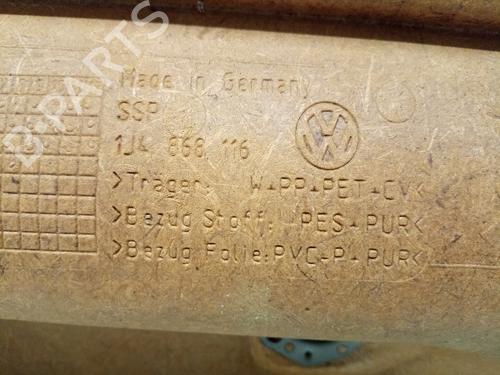 B-PARTS
Made in Germany
SSP
1J4 868 116
>Träger: W+PP+PET+CV<
>Bezug Stoff: PES+PUR<
>Bezug Folie: PVC-P+PUR<